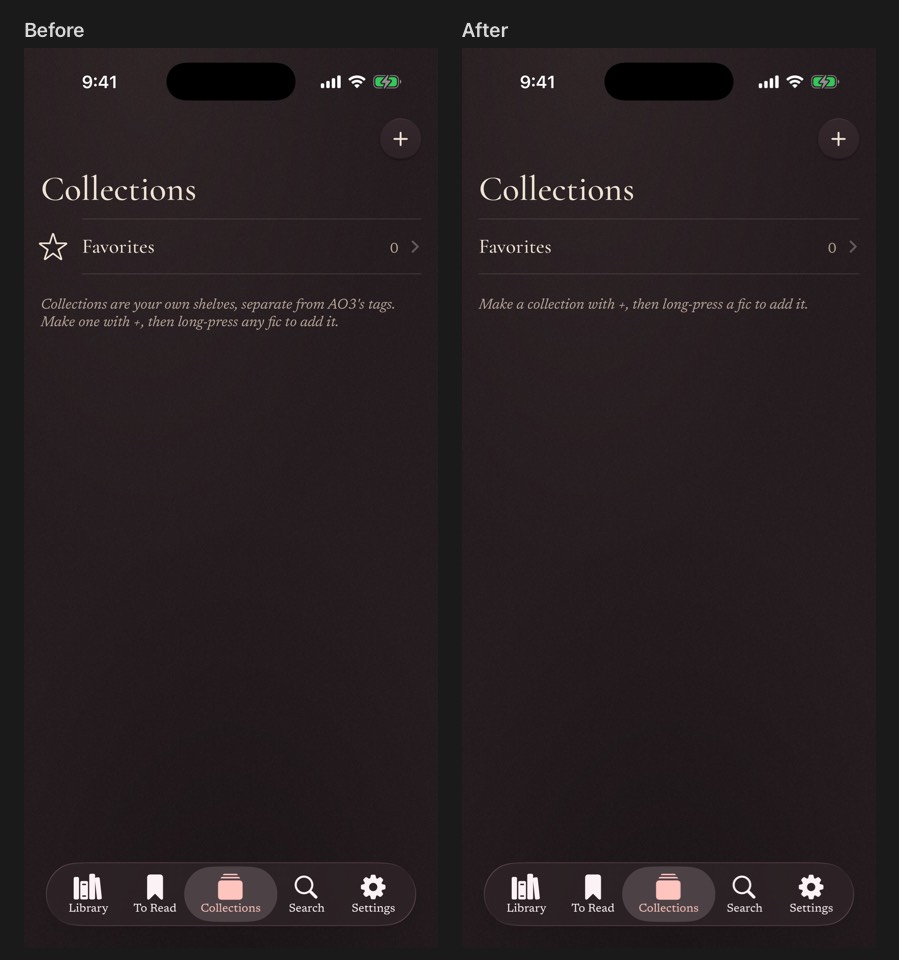 Before
9:41
Collections
Favorites 0
Collections are your own shelves, separate from AO3's tags.
Make one with +, then long-press any fic to add it.
Library To Read Collections Search Settings
After
9:41
Collections
Favorites 0
Make a collection with +, then long-press a fic to add it.
Library To Read Collections Search Settings